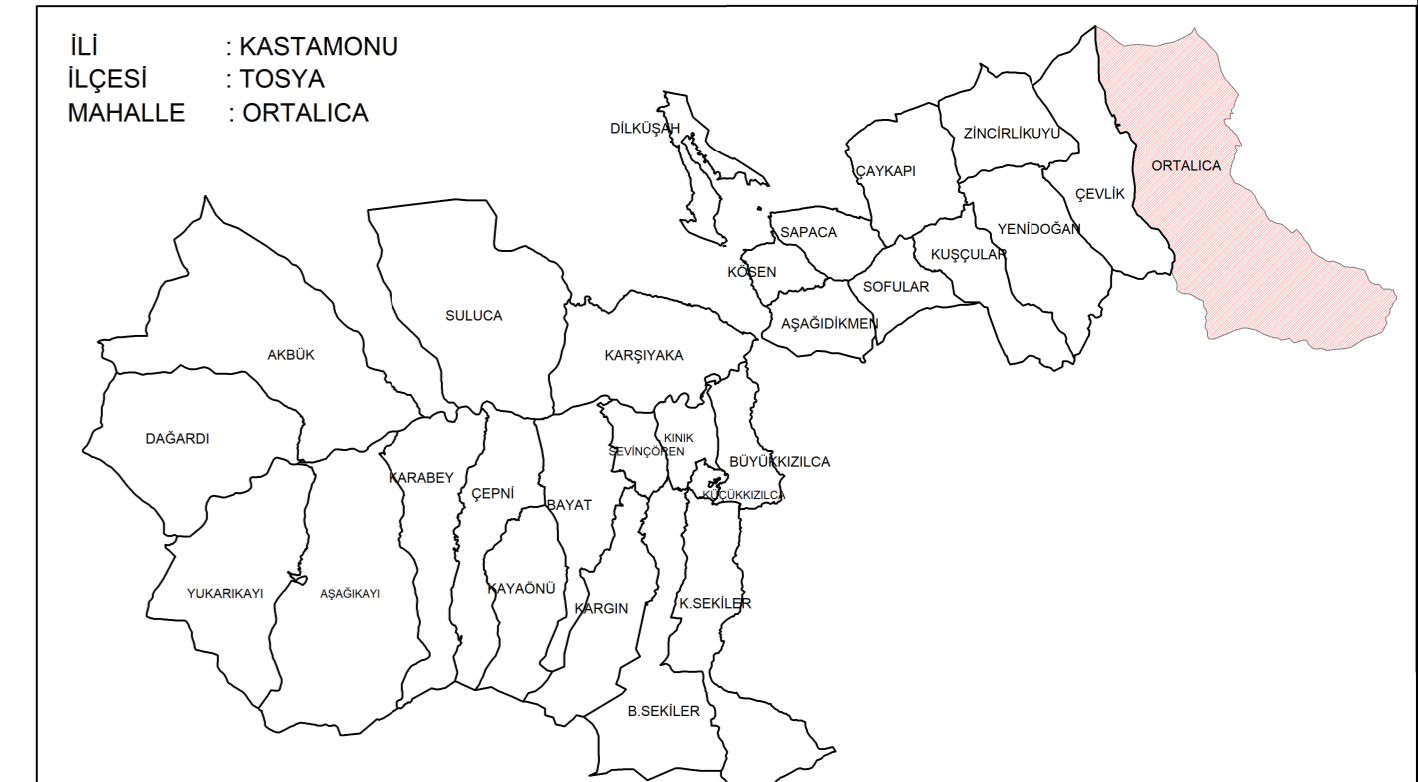 İLİ : KASTAMONU
İLÇESİ : TOSYA
MAHALLE : ORTALICA
DİLKÜŞAH
ZİNCİRLİKUYU
ÇAYKAPI
ORTALICA
ÇEVLİK
SAPACA
YENİDOĞAN
KUŞÇULAR
KÖSEN
SOFULAR
SULUCA
AŞAĞIDİKMEN
AKBÜK
KARŞIYAKA
DAĞARDI
KINIK
SEVİNÇÖREN
BÜYÜKKIZILCA
KARABEY
ÇEPNİ
KÜÇÜKKIZILCA
BAYAT
KAYAÖNÜ
YUKARIKAYI
AŞAĞIKAYI
K.SEKİLER
KARGIN
B.SEKİLER